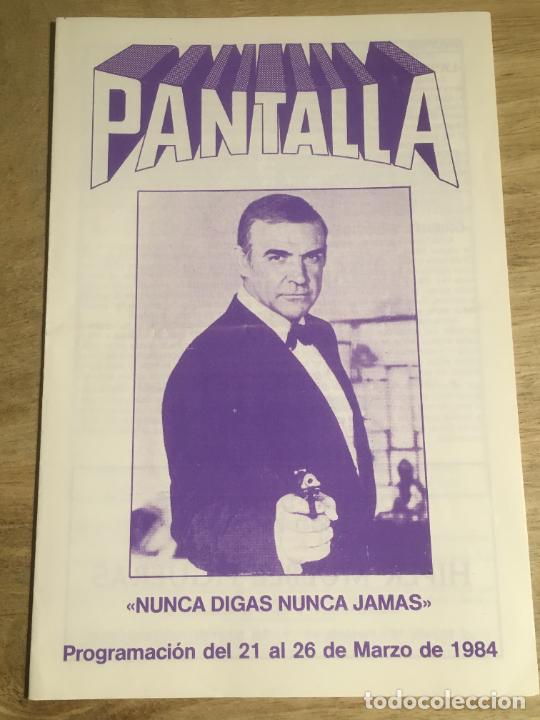 PANTALLA
«NUNCA DIGAS NUNCA JAMAS»
Programación del 21 al 26 de Marzo de 1984
todocoleccion